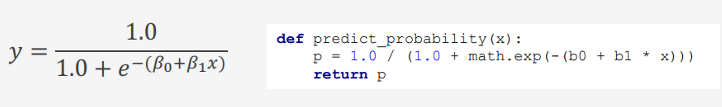 y = 1.0 / 1.0 + e^−(β₀+β₁x)
def predict_probability(x):
    p = 1.0 / (1.0 + math.exp(-(b0 + b1 * x)))
    return p